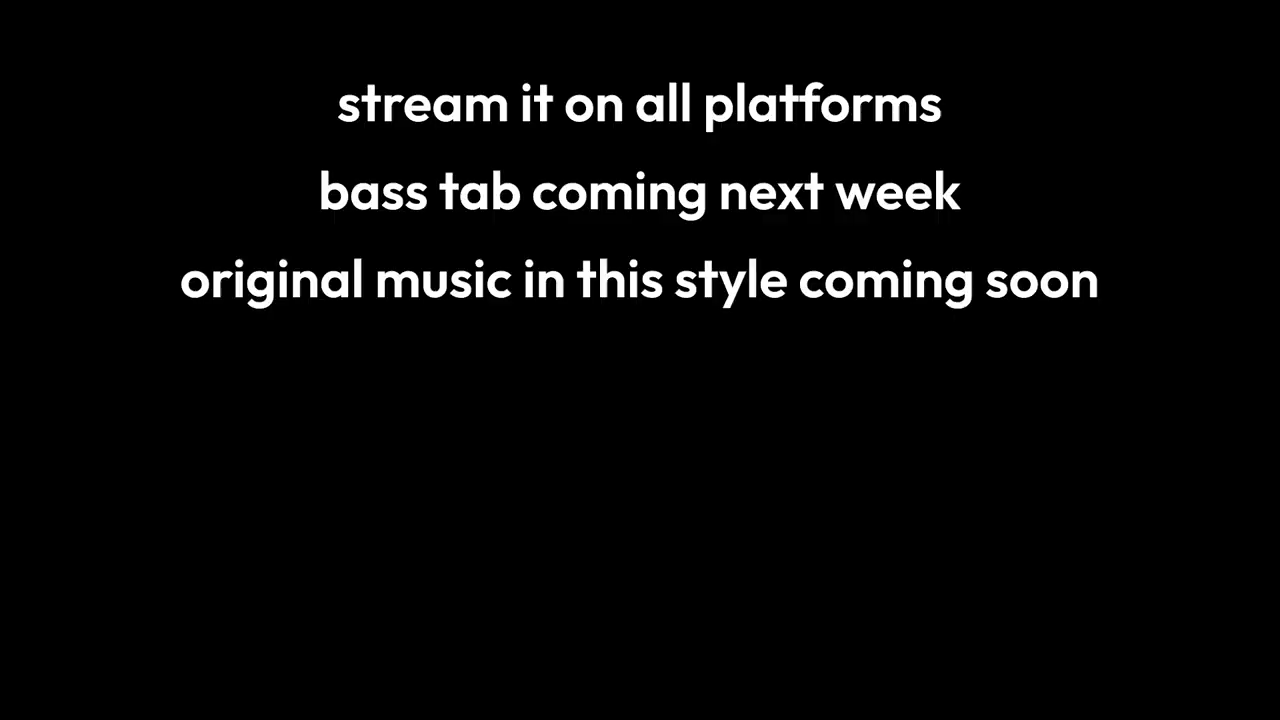 stream it on all platforms
bass tab coming next week
original music in this style coming soon